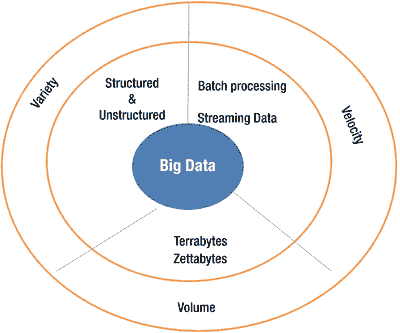 Variety
Structured
&
Unstructured
Batch processing
Streaming Data
Velocity
Big Data
Terrabytes
Zettabytes
Volume